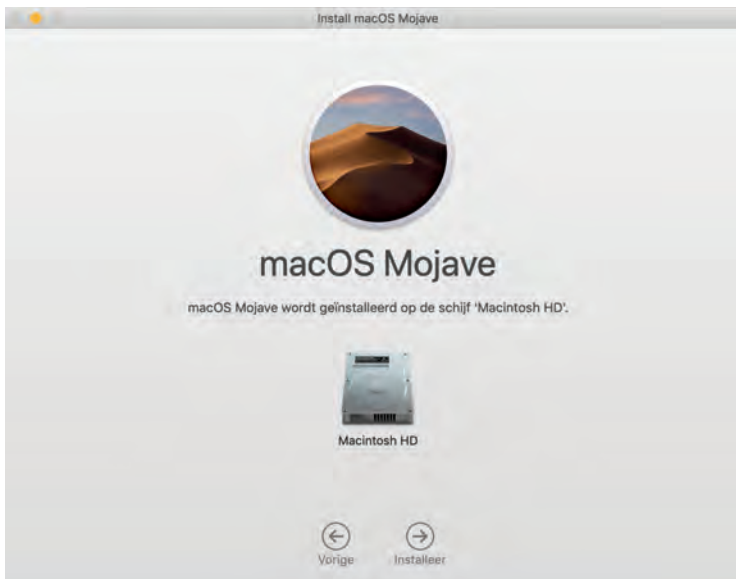 Install macOS Mojave
macOS Mojave
macOS Mojave wordt geïnstalleerd op de schijf 'Macintosh HD'.
Macintosh HD
Vorige
Installeer